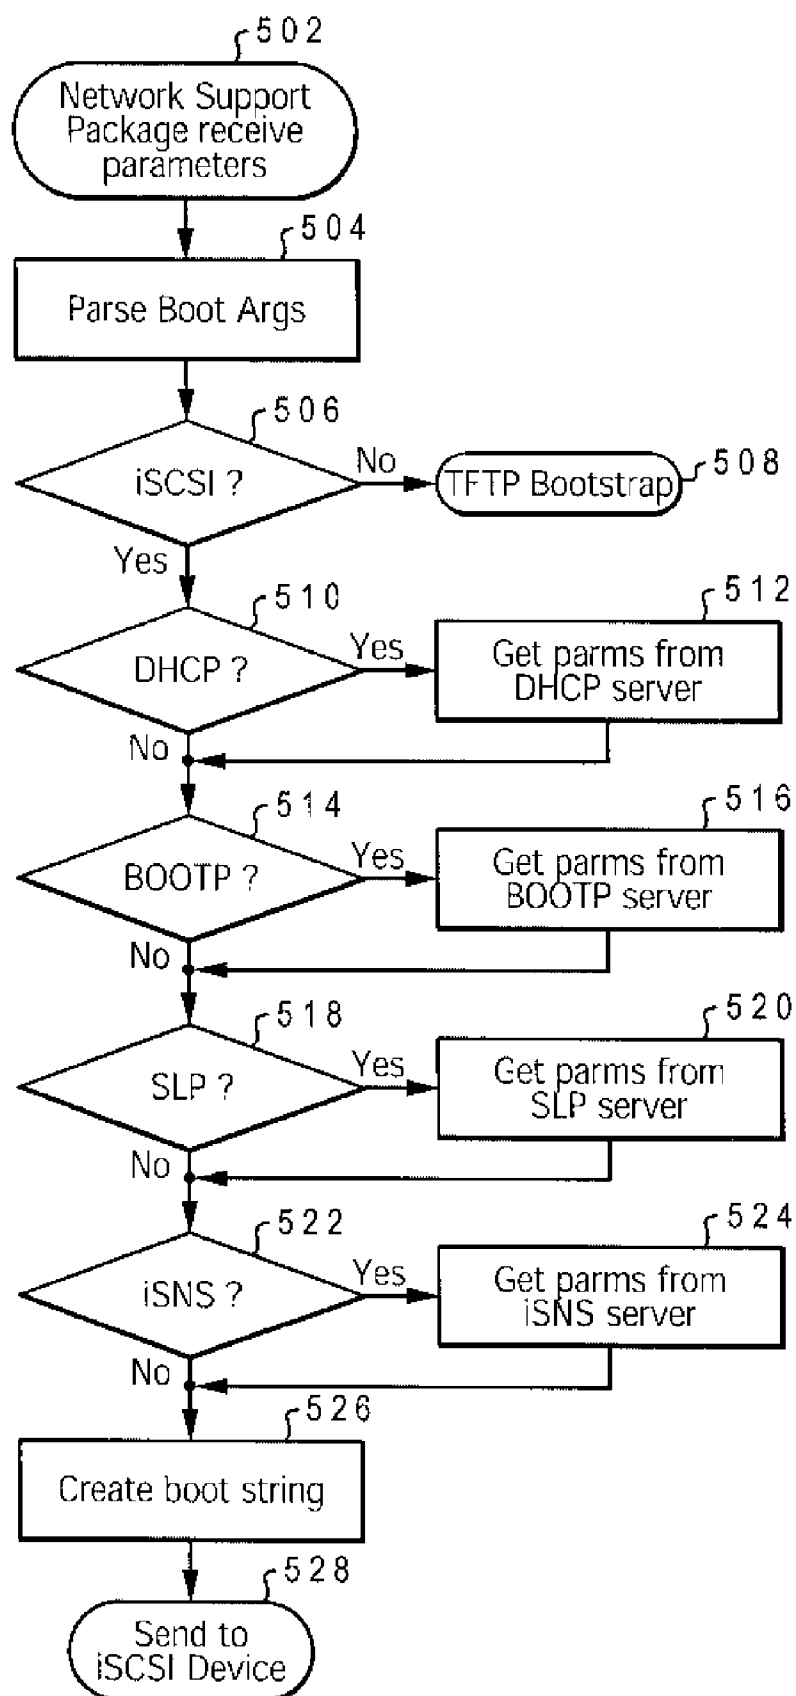 502
Network Support
Package receive
parameters
504
Parse Boot Args
506
iSCSI ?
No
508
TFTP Bootstrap
Yes
510
DHCP ?
Yes
512
Get parms from
DHCP server
No
514
BOOTP ?
Yes
516
Get parms from
BOOTP server
No
518
SLP ?
Yes
520
Get parms from
SLP server
No
522
iSNS ?
Yes
524
Get parms from
iSNS server
No
526
Create boot string
528
Send to
iSCSI Device